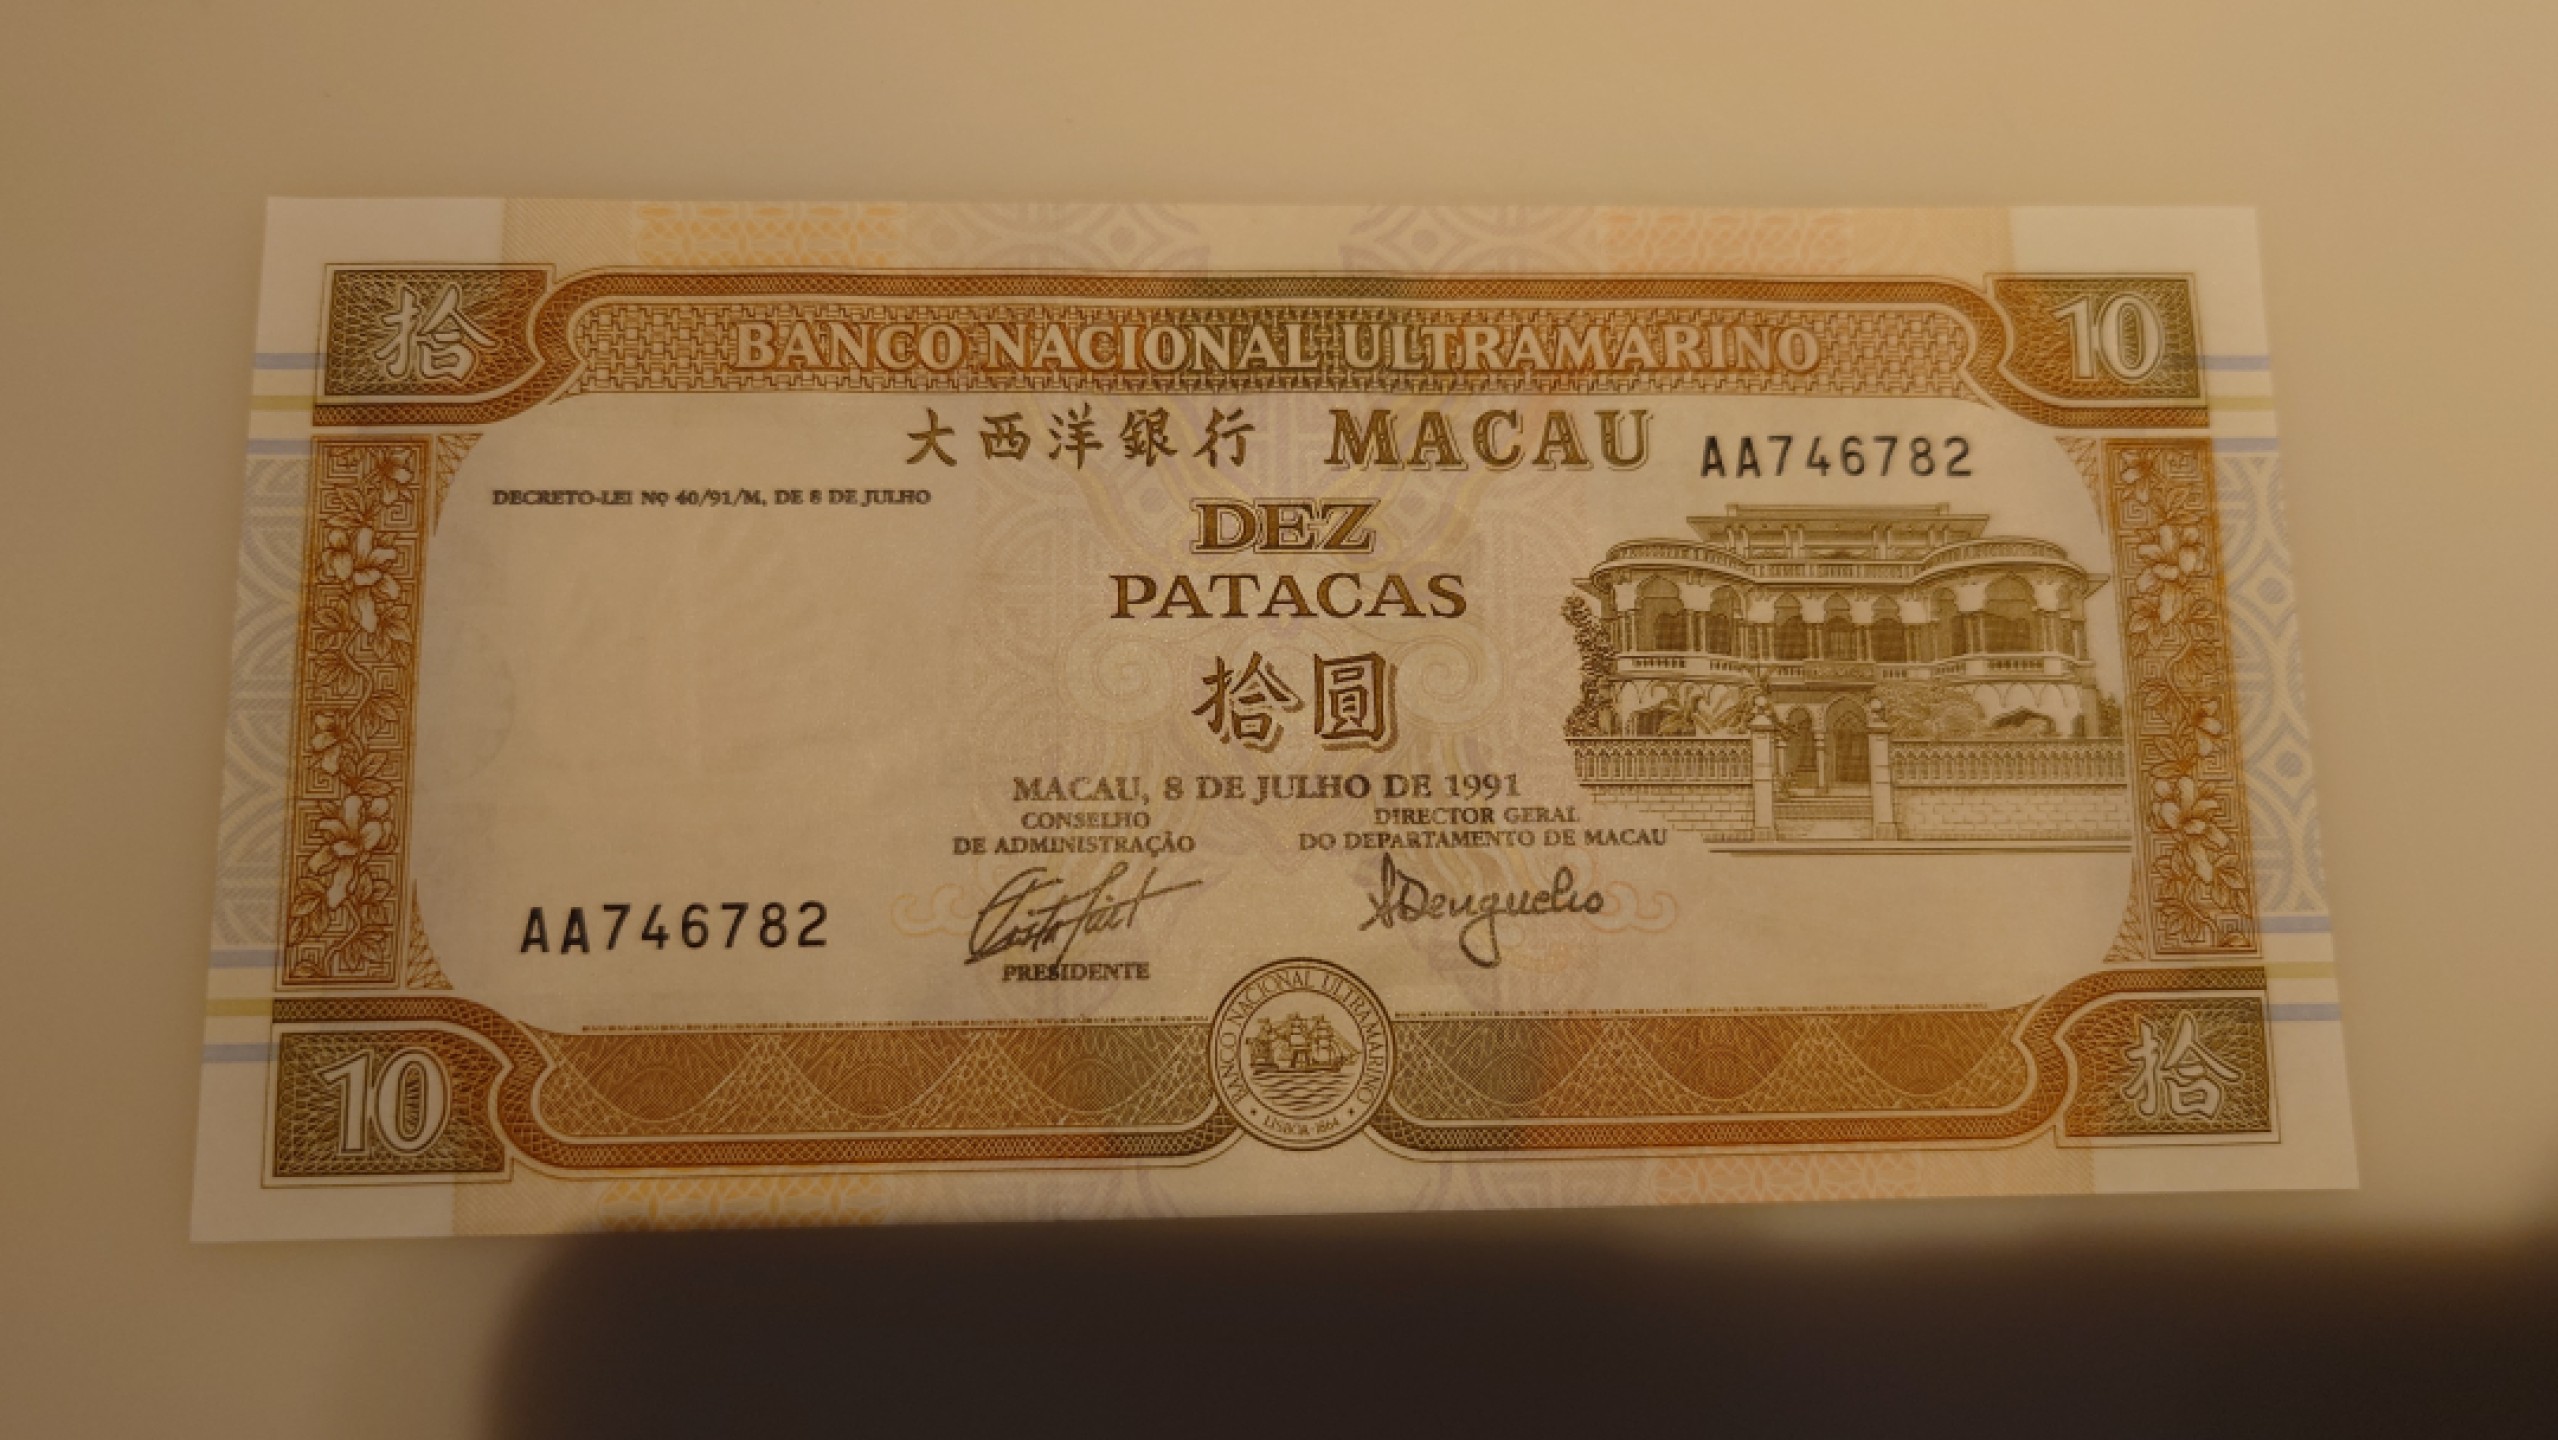 拾
BANCO NACIONAL ULTRAMARINO
10
大西洋銀行 MACAU
AA746782
DECRETO-LEI Nº 40/91/M, DE 8 DE JULHO
DEZ
PATACAS
拾圓
MACAU, 8 DE JULHO DE 1991
CONSELHO
DE ADMINISTRAÇÃO
DIRECTOR GERAL
DO DEPARTAMENTO DE MACAU
AA746782
PRESIDENTE
BANCO NACIONAL ULTRAMARINO
LISBOA-1864
10
拾